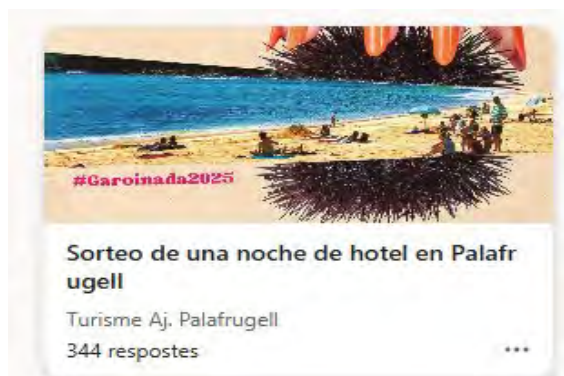 #Garoinada2025
Sorteo de una noche de hotel en Palafr
ugell
Turisme Aj. Palafrugell
344 respostes